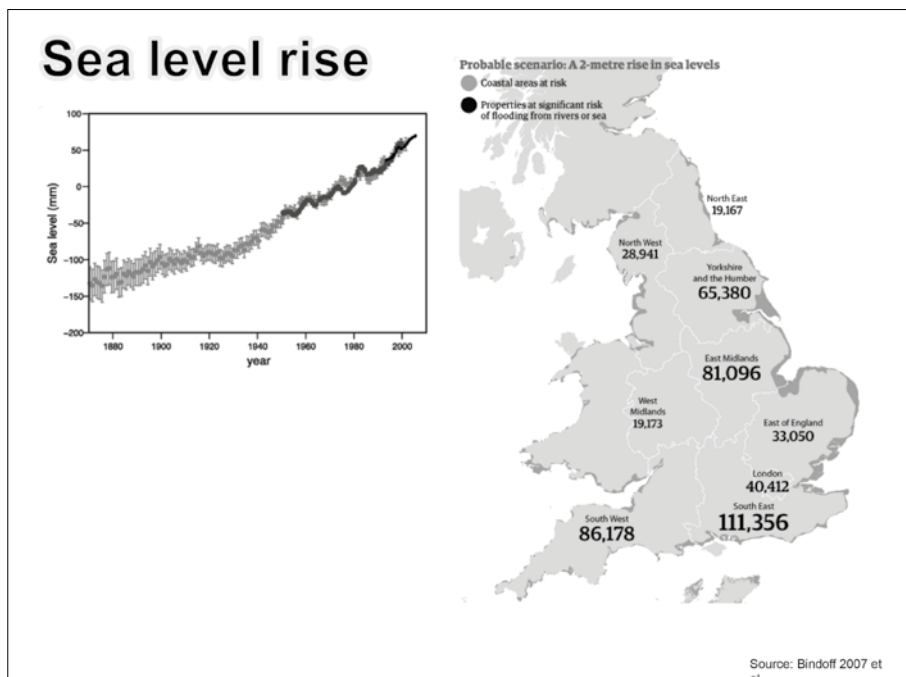 Sea level rise
100
50
0
−50
−100
−150
−200
Sea level (mm)
1880
1900
1920
1940
1960
1980
2000
year
Probable scenario: A 2-metre rise in sea levels
Coastal areas at risk
Properties at significant risk
of flooding from rivers or sea
North East
19,167
North West
28,941
Yorkshire
and the Humber
65,380
East Midlands
81,096
West
Midlands
19,173
East of England
33,050
London
40,412
South East
111,356
South West
86,178
Source: Bindoff 2007 et